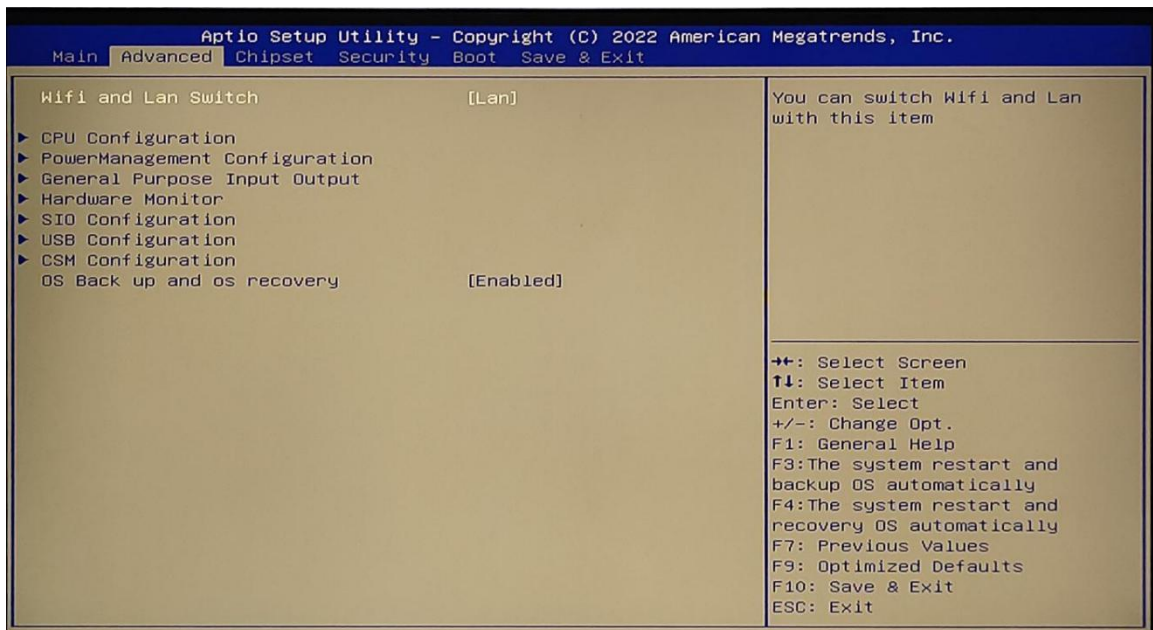 Aptio Setup Utility – Copyright (C) 2022 American Megatrends, Inc.
Main Advanced Chipset Security Boot Save & Exit
Wifi and Lan Switch [Lan]
► CPU Configuration
► PowerManagement Configuration
► General Purpose Input Output
► Hardware Monitor
► SIO Configuration
► USB Configuration
► CSM Configuration
OS Back up and os recovery [Enabled]
You can switch Wifi and Lan
with this item
→←: Select Screen
↑↓: Select Item
Enter: Select
+/-: Change Opt.
F1: General Help
F3:The system restart and
backup OS automatically
F4:The system restart and
recovery OS automatically
F7: Previous Values
F9: Optimized Defaults
F10: Save & Exit
ESC: Exit